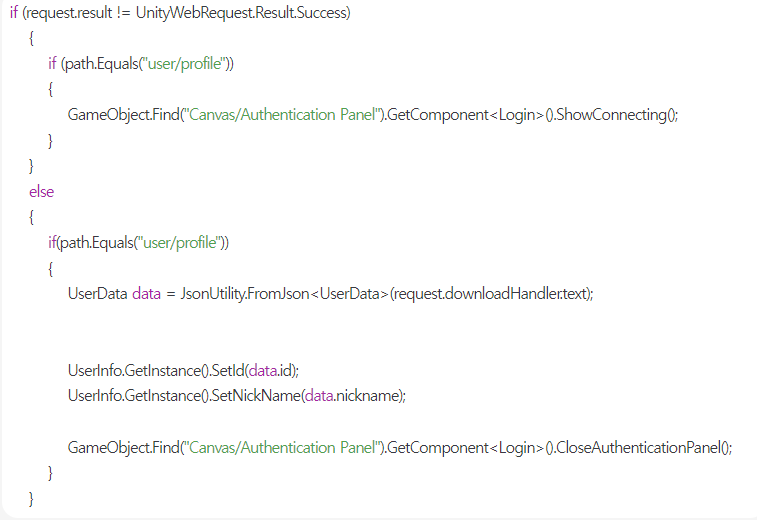 if (request.result != UnityWebRequest.Result.Success)
{
if (path.Equals("user/profile"))
{
GameObject.Find("Canvas/Authentication Panel").GetComponent<Login>().ShowConnecting();
}
}
else
{
if(path.Equals("user/profile"))
{
UserData data = JsonUtility.FromJson<UserData>(request.downloadHandler.text);
UserInfo.GetInstance().SetId(data.id);
UserInfo.GetInstance().SetNickName(data.nickname);
GameObject.Find("Canvas/Authentication Panel").GetComponent<Login>().CloseAuthenticationPanel();
}
}